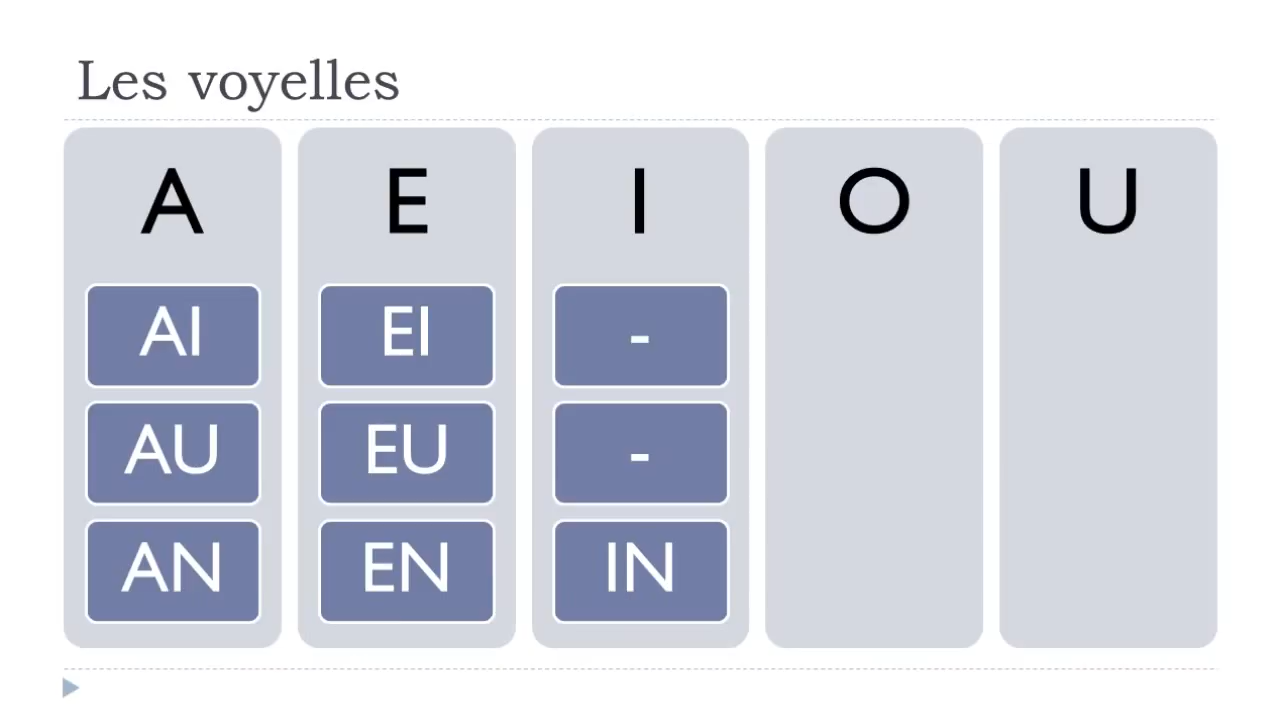 Les voyelles
A E I O U
AI EI -
AU EU -
AN EN IN